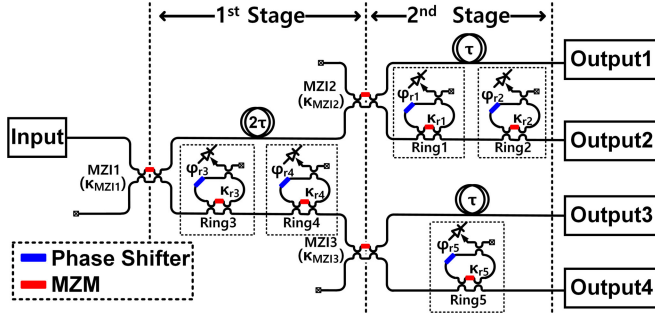 1st Stage
2nd Stage
τ
Output1
MZI2
(κMZI2)
φr1
κr1
Ring1
φr2
κr2
Ring2
Output2
Input
2τ
MZI1
(κMZI1)
φr3
κr3
Ring3
φr4
κr4
Ring4
τ
Output3
MZI3
(κMZI3)
φr5
κr5
Ring5
Output4
Phase Shifter
MZM